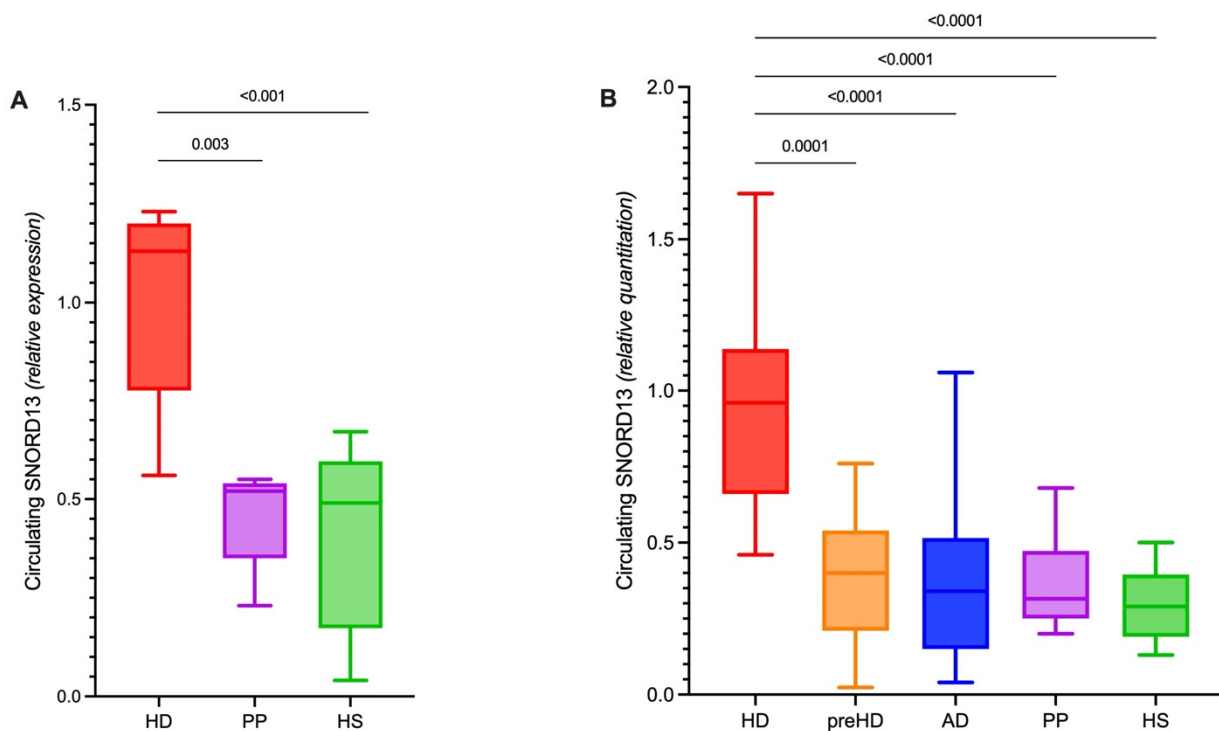 A
Circulating SNORD13 (relative expression)
1.5
1.0
0.5
0.0
<0.001
0.003
HD PP HS
B
Circulating SNORD13 (relative quantitation)
2.0
1.5
1.0
0.5
0.0
<0.0001
<0.0001
<0.0001
0.0001
HD preHD AD PP HS